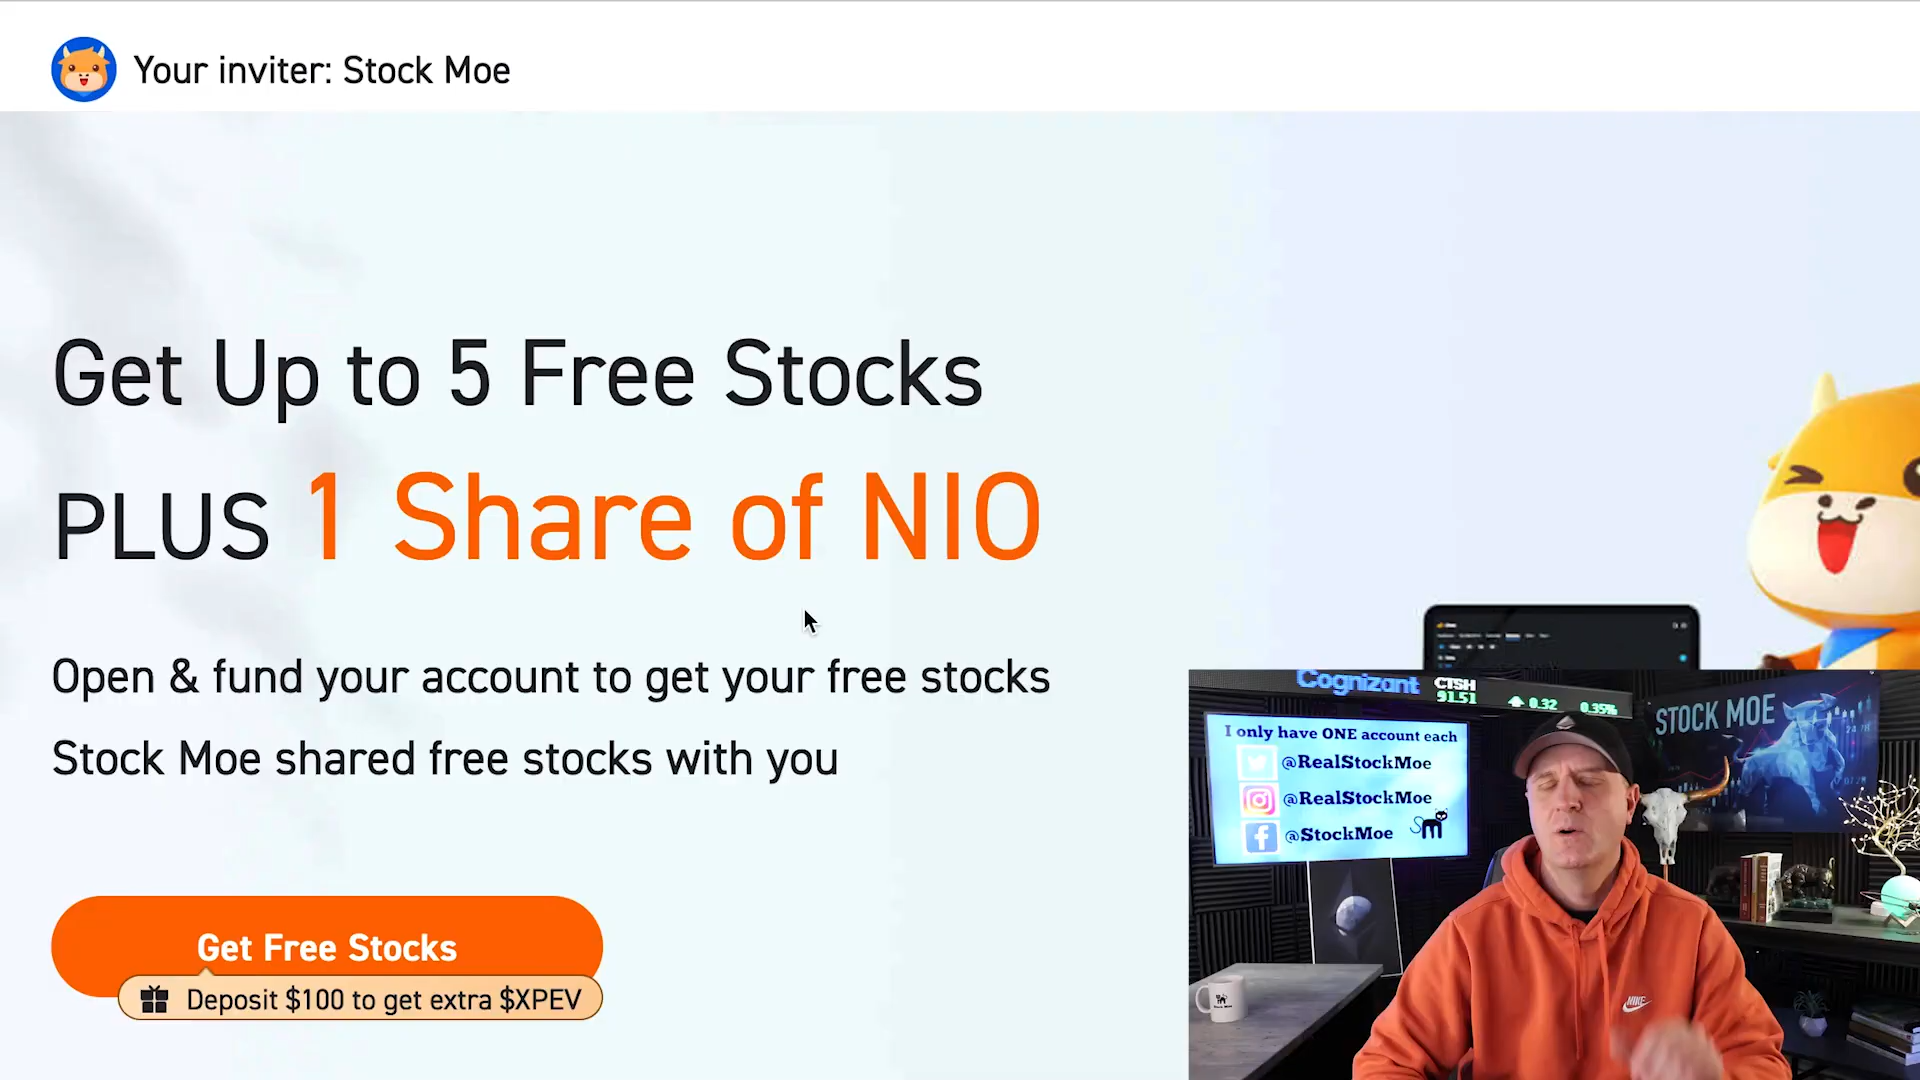 Your inviter: Stock Moe
Get Up to 5 Free Stocks
PLUS 1 Share of NIO
Open & fund your account to get your free stocks
Stock Moe shared free stocks with you
Get Free Stocks
Deposit $100 to get extra $XPEV
Cognizant CTSH
91.51 0.32 0.35%
STOCK MOE
I only have ONE account each
@RealStockMoe
@RealStockMoe
@StockMoe
NIKE